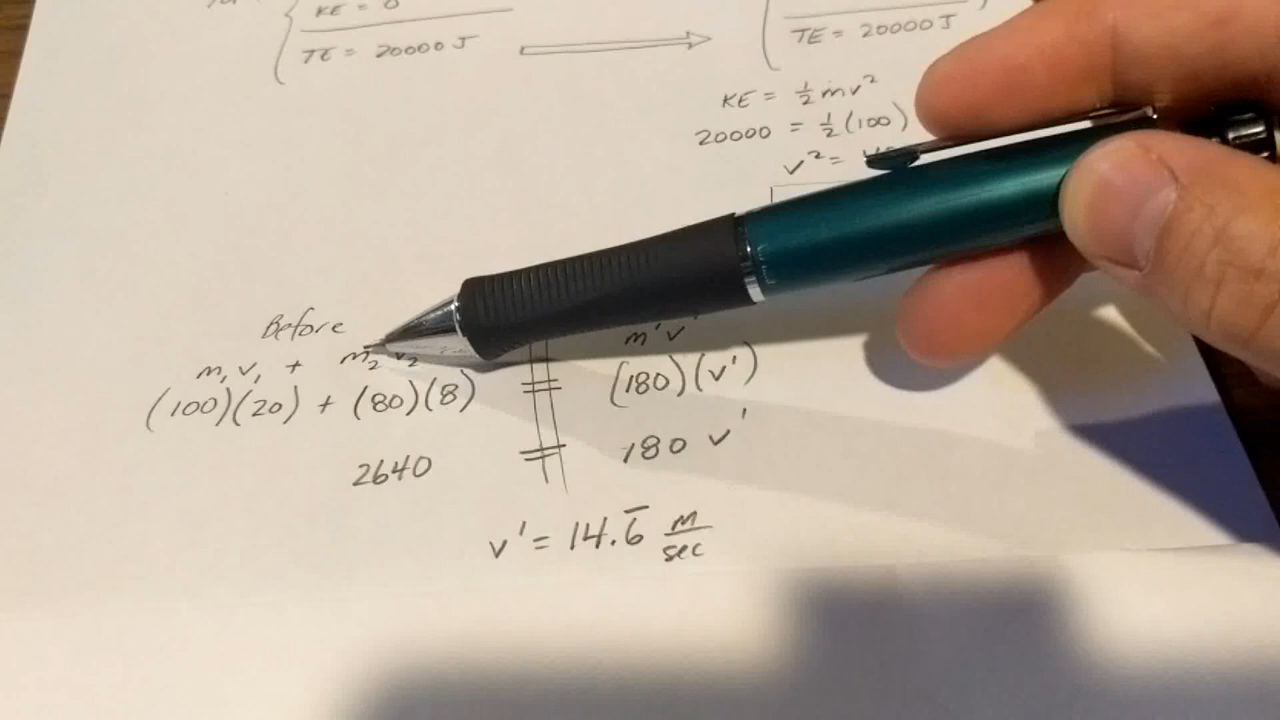 KE = 0
TE = 20000 J
TE = 20000 J
KE = ½mv²
20000 = ½(100)
v² =
Before
m₁v₁ + m₂v₂
m'v'
(100)(20) + (80)(8) = (180)(v')
2640 = 180 v'
v' = 14.6̅ m/sec